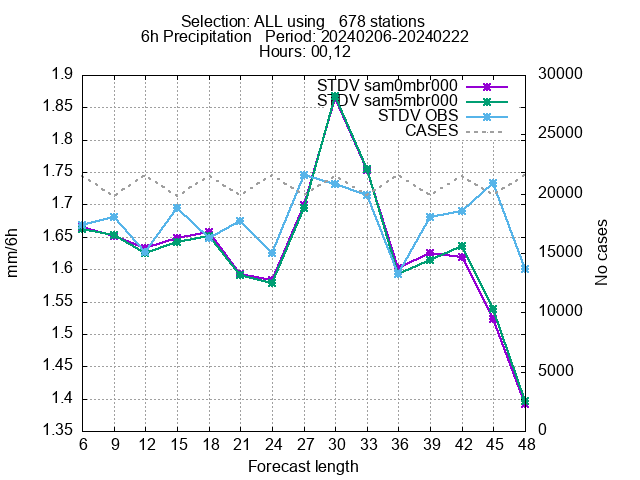 Selection: ALL using   678 stations
6h Precipitation   Period: 20240206-20240222
Hours: 00,12
STDV sam0mbr000
STDV sam5mbr000
STDV OBS
CASES
mm/6h
1.9
1.85
1.8
1.75
1.7
1.65
1.6
1.55
1.5
1.45
1.4
1.35
30000
25000
20000
15000
10000
5000
0
No cases
6 9 12 15 18 21 24 27 30 33 36 39 42 45 48
Forecast length